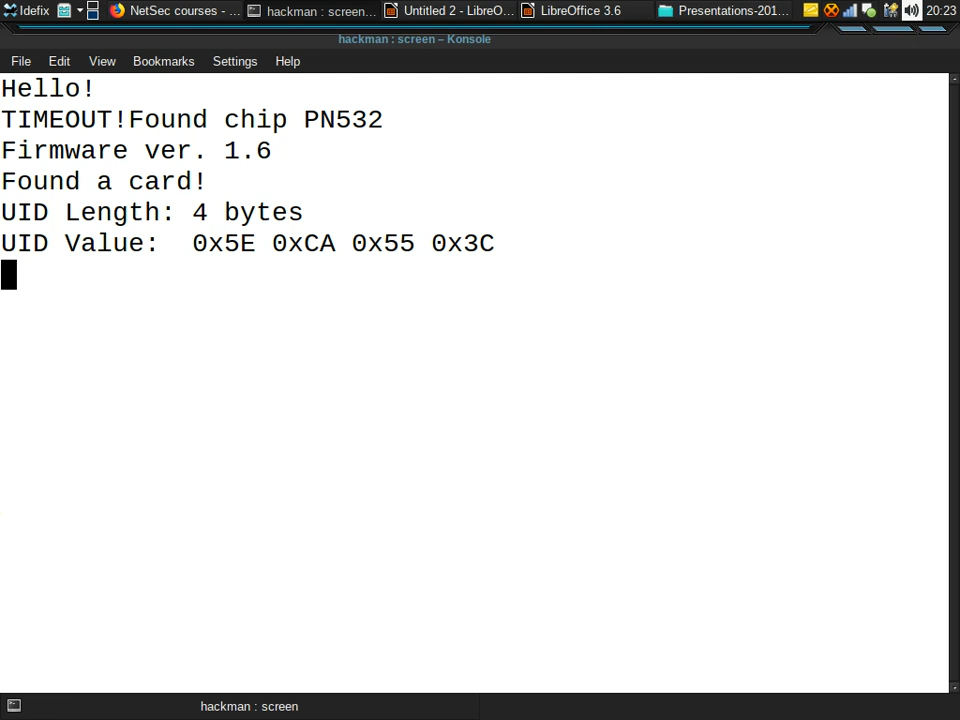 Idefix
NetSec courses - ...
hackman : screen...
Untitled 2 - LibreO...
LibreOffice 3.6
Presentations-201...
20:23
hackman : screen – Konsole
File Edit View Bookmarks Settings Help
Hello!
TIMEOUT!Found chip PN532
Firmware ver. 1.6
Found a card!
UID Length: 4 bytes
UID Value:  0x5E 0xCA 0x55 0x3C
hackman : screen